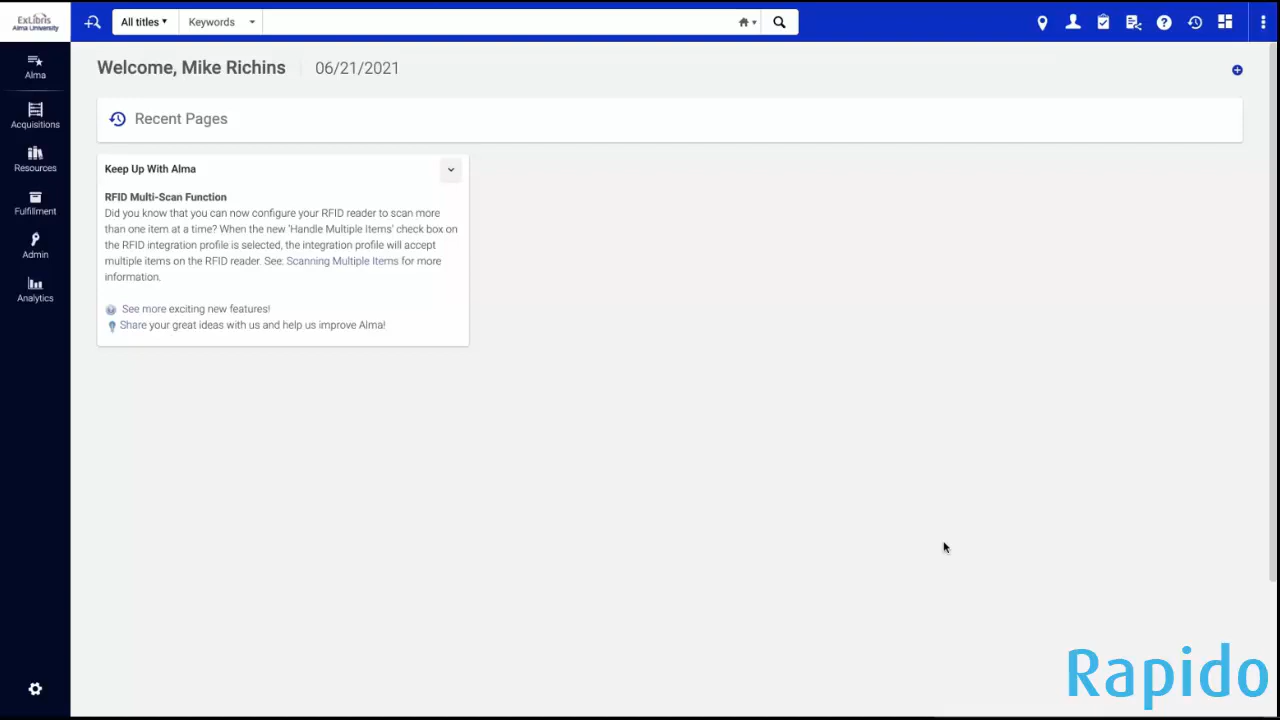 ExLibris
Alma University
All titles
Keywords
Alma
Acquisitions
Resources
Fulfillment
Admin
Analytics
Welcome, Mike Richins
06/21/2021
Recent Pages
Keep Up With Alma
RFID Multi-Scan Function
Did you know that you can now configure your RFID reader to scan more
than one item at a time? When the new 'Handle Multiple Items' check box on
the RFID integration profile is selected, the integration profile will accept
multiple items on the RFID reader. See: Scanning Multiple Items for more
information.
See more exciting new features!
Share your great ideas with us and help us improve Alma!
Rapido